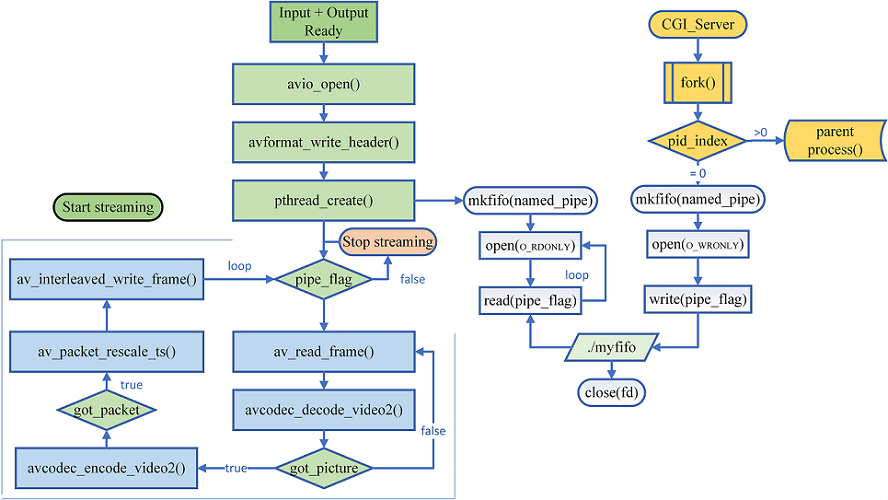 Input + Output
Ready
avio_open()
avformat_write_header()
pthread_create()
Start streaming
Stop streaming
pipe_flag
false
loop
av_interleaved_write_frame()
av_packet_rescale_ts()
true
got_packet
avcodec_encode_video2()
true
av_read_frame()
avcodec_decode_video2()
false
got_picture
mkfifo(named_pipe)
open(O_RDONLY)
loop
read(pipe_flag)
./myfifo
close(fd)
CGI_Server
fork()
pid_index
>0
parent
process()
= 0
mkfifo(named_pipe)
open(O_WRONLY)
write(pipe_flag)